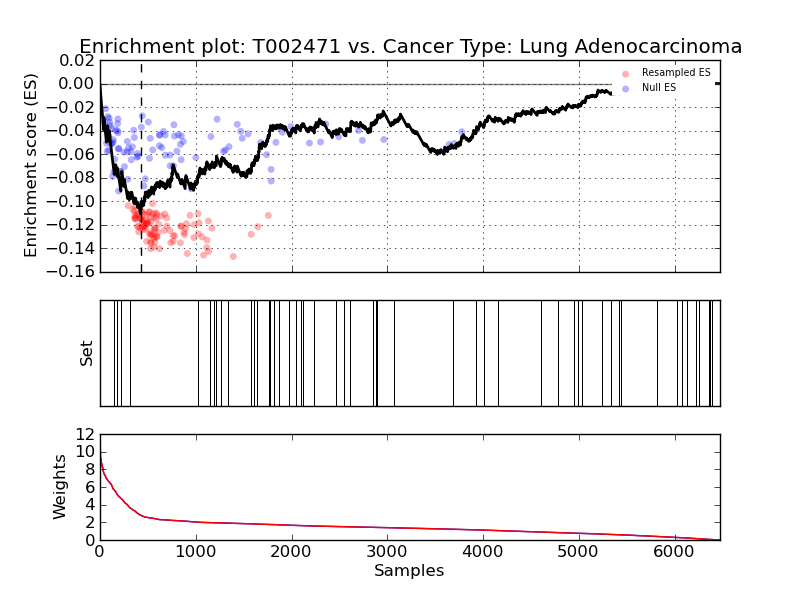 Enrichment plot: T002471 vs. Cancer Type: Lung Adenocarcinoma
Enrichment score (ES)
0.02
0.00
−0.02
−0.04
−0.06
−0.08
−0.10
−0.12
−0.14
−0.16
Resampled ES
Null ES
Set
Weights
12
10
8
6
4
2
0
0 1000 2000 3000 4000 5000 6000
Samples